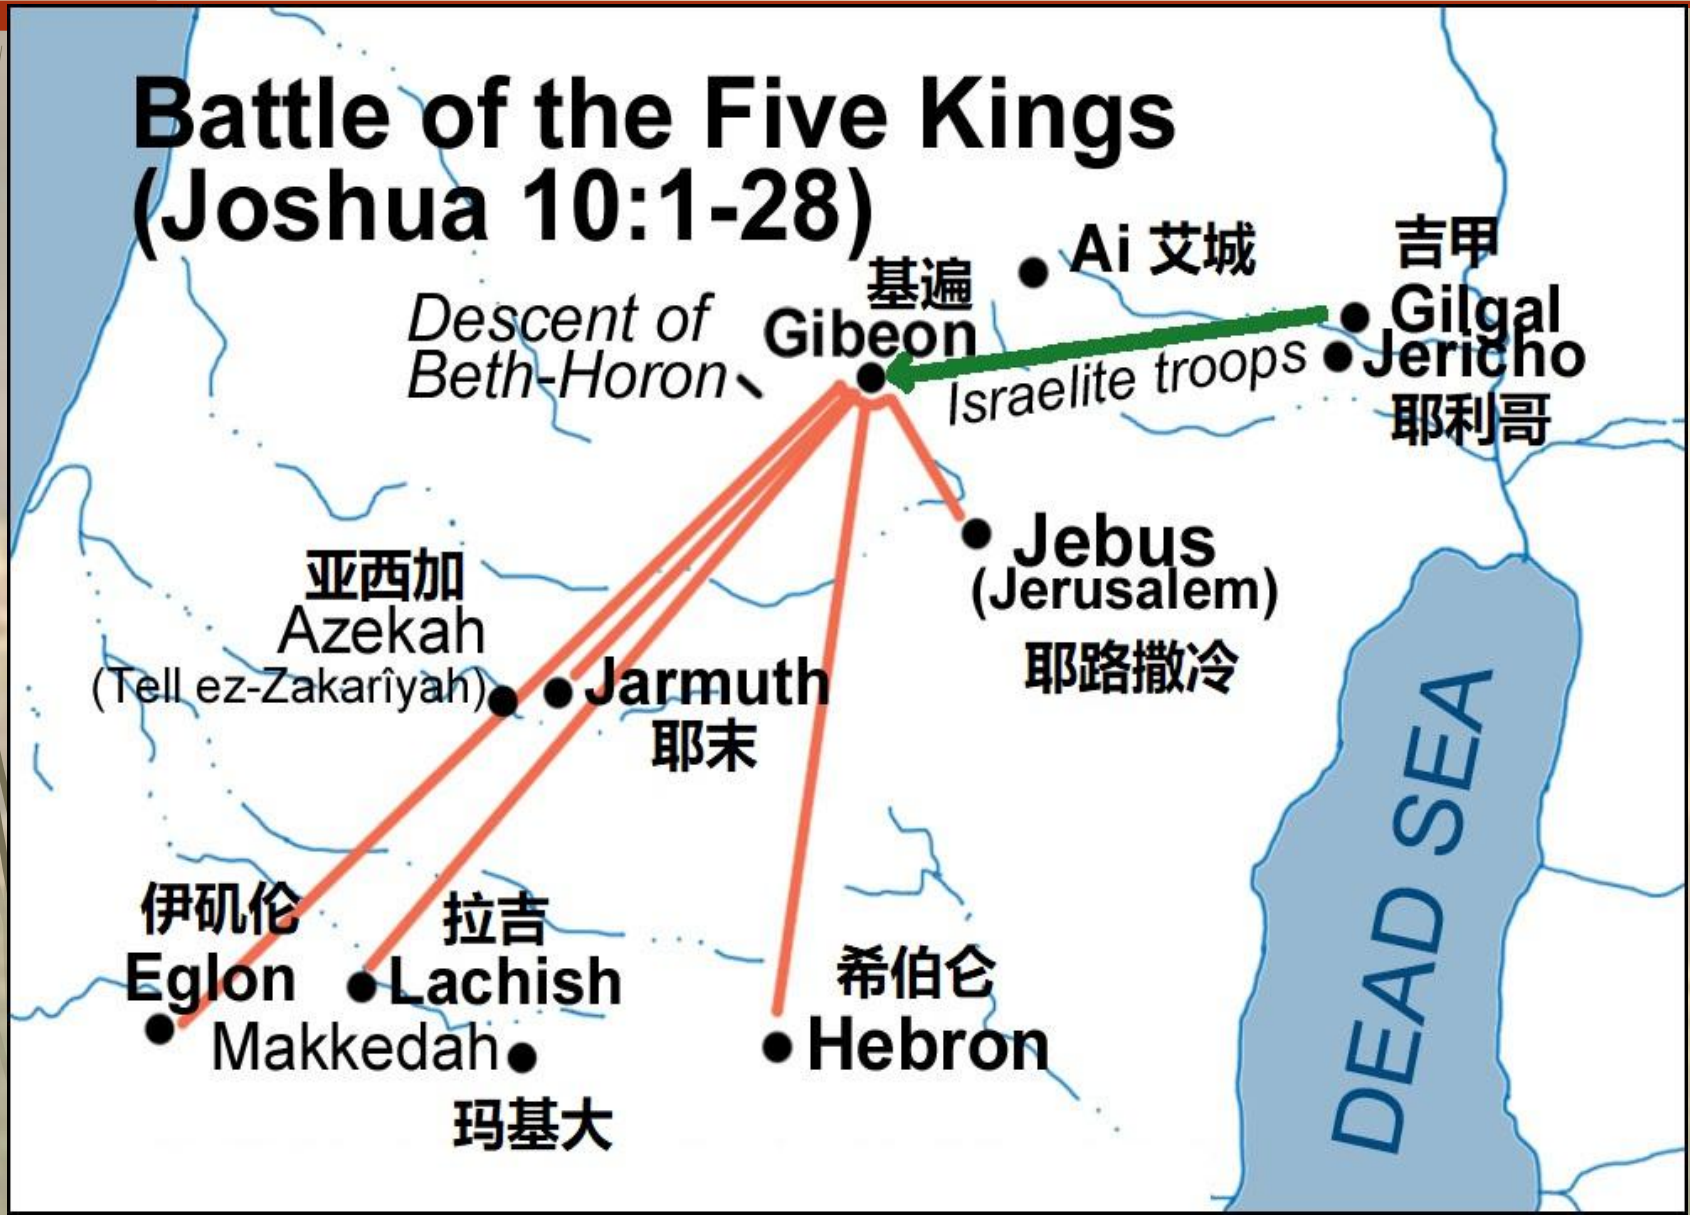 Battle of the Five Kings
(Joshua 10:1-28)
Ai 艾城
吉甲
Gilgal
基遍
Gibeon
Descent of
Beth-Horon
Israelite troops
Jericho
耶利哥
Jebus
(Jerusalem)
耶路撒冷
亚西加
Azekah
(Tell ez-Zakarîyah)
Jarmuth
耶末
DEAD SEA
伊矶伦
Eglon
拉吉
Lachish
希伯仑
Hebron
Makkedah
玛基大